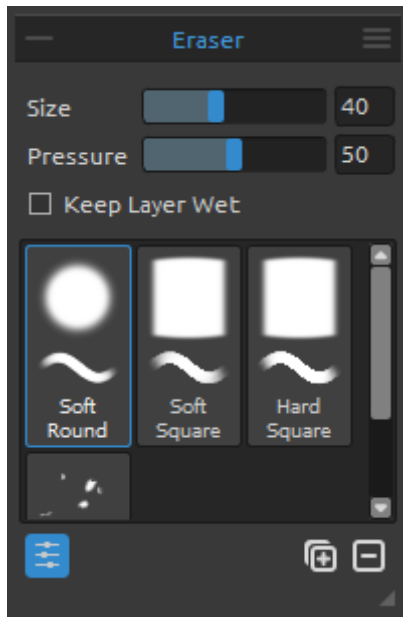 Eraser
Size 40
Pressure 50
Keep Layer Wet
Soft Round
Soft Square
Hard Square